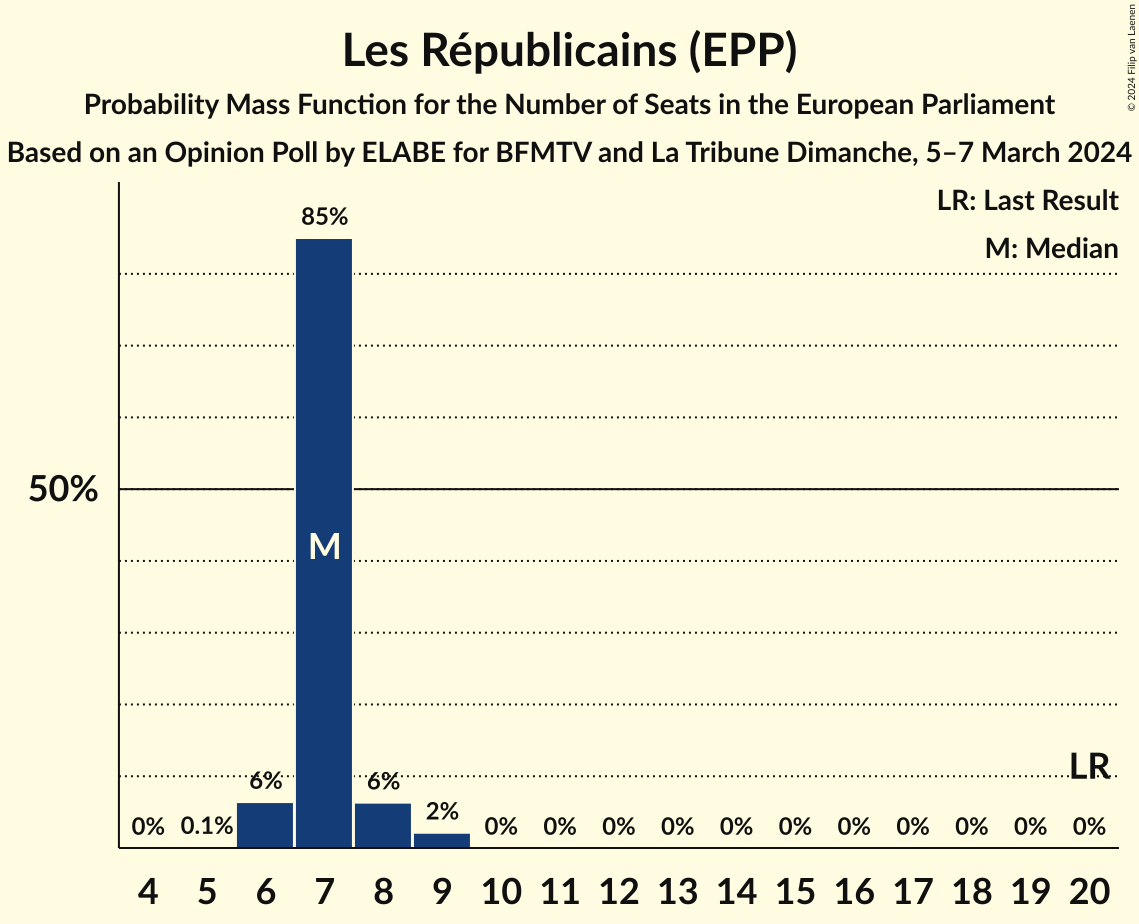 Les Républicains (EPP)
Probability Mass Function for the Number of Seats in the European Parliament
Based on an Opinion Poll by ELABE for BFMTV and La Tribune Dimanche, 5–7 March 2024
© 2024 Filip van Laenen
LR: Last Result
M: Median
85%
50%
M
LR
6% 6%
2%
0% 0.1% 0% 0% 0% 0% 0% 0% 0% 0% 0% 0% 0%
4 5 6 7 8 9 10 11 12 13 14 15 16 17 18 19 20